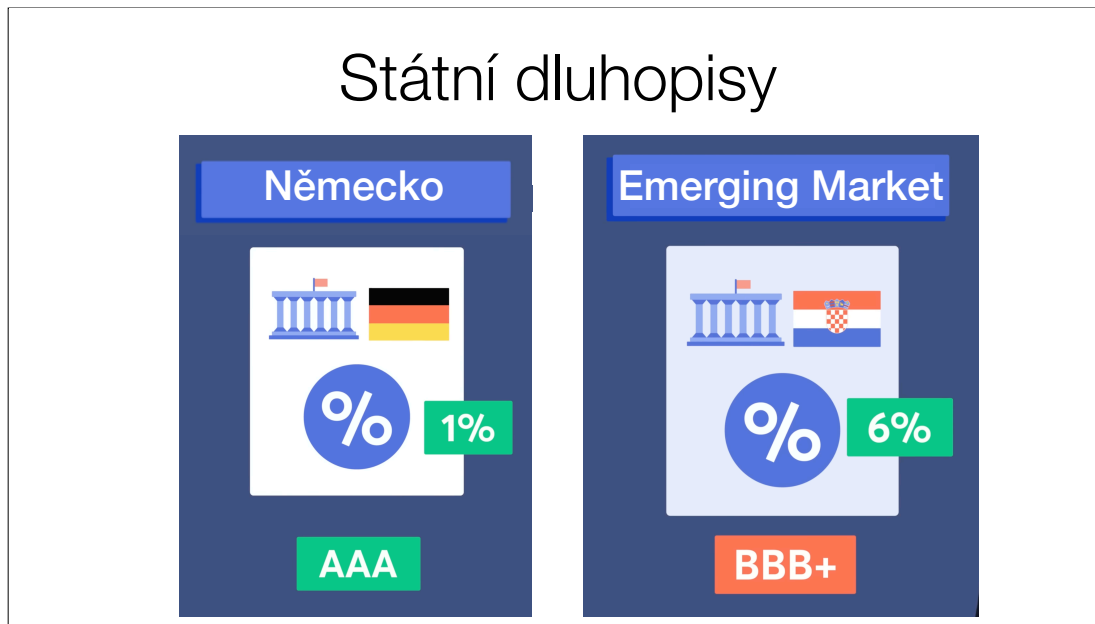 Státní dluhopisy
Německo
%
1%
AAA
Emerging Market
%
6%
BBB+